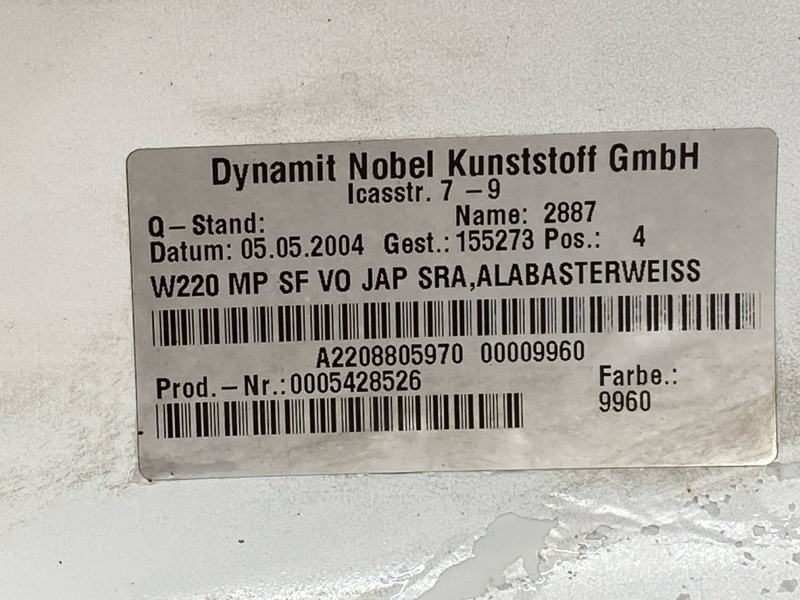 Dynamit Nobel Kunststoff GmbH
Icasstr. 7 -9
Q-Stand: Name: 2887
Datum: 05.05.2004 Gest.: 155273 Pos.: 4
W220 MP SF VO JAP SRA,ALABASTERWEISS
A2208805970 00009960
Prod.-Nr.:0005428526 Farbe.:
9960